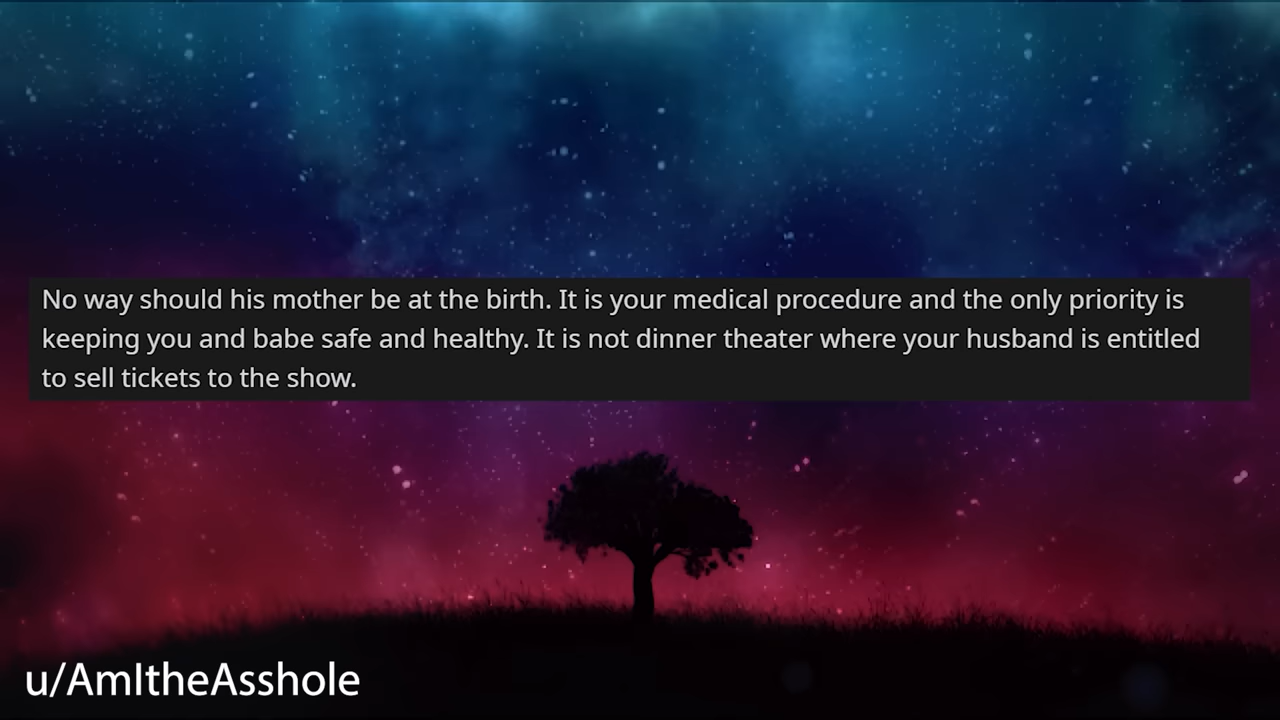 No way should his mother be at the birth. It is your medical procedure and the only priority is
keeping you and babe safe and healthy. It is not dinner theater where your husband is entitled
to sell tickets to the show.
u/AmItheAsshole